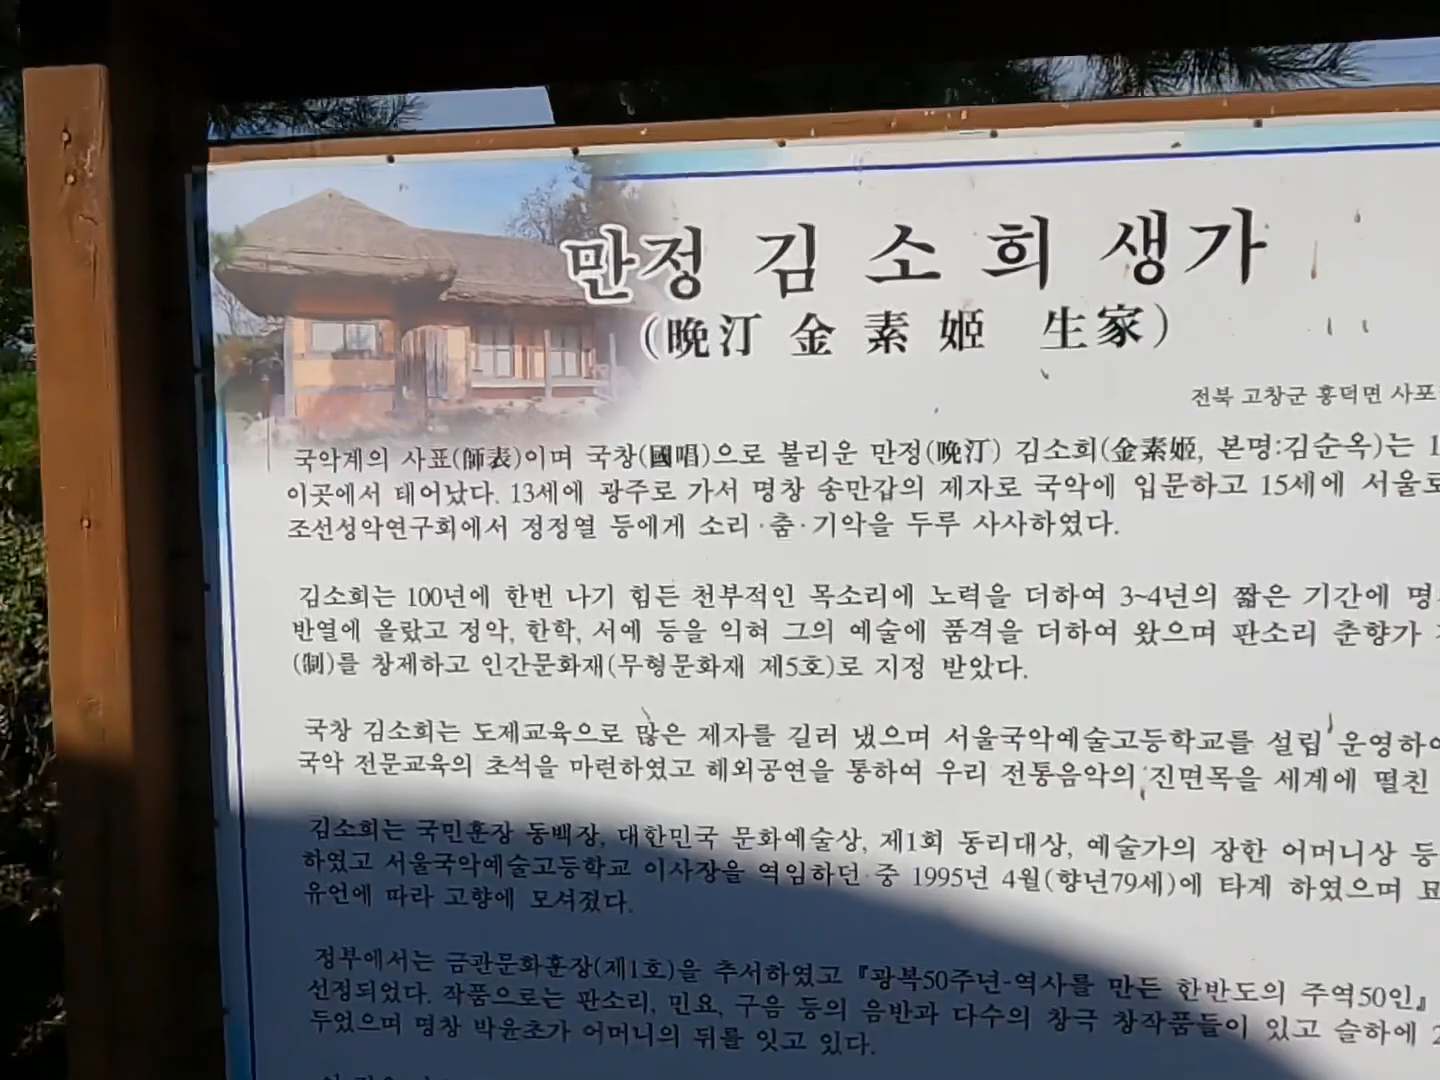 만정 김 소 희 생가
(晩汀 金 素 姬 生家)
전북 고창군 흥덕면 사포
국악계의 사표(師表)이며 국창(國唱)으로 불리운 만정(晩汀) 김소희(金素姬, 본명:김순옥)는 1
이곳에서 태어났다. 13세에 광주로 가서 명창 송만갑의 제자로 국악에 입문하고 15세에 서울로
조선성악연구회에서 정정열 등에게 소리·춤·기악을 두루 사사하였다.
김소희는 100년에 한번 나기 힘든 천부적인 목소리에 노력을 더하여 3~4년의 짧은 기간에 명
반열에 올랐고 정악, 한학, 서예 등을 익혀 그의 예술에 품격을 더하여 왔으며 판소리 춘향가
(制)를 창제하고 인간문화재(무형문화재 제5호)로 지정 받았다.
국창 김소희는 도제교육으로 많은 제자를 길러 냈으며 서울국악예술고등학교를 설립 운영하여
국악 전문교육의 초석을 마련하였고 해외공연을 통하여 우리 전통음악의 진면목을 세계에 떨친
김소희는 국민훈장 동백장, 대한민국 문화예술상, 제1회 동리대상, 예술가의 장한 어머니상 등
하였고 서울국악예술고등학교 이사장을 역임하던 중 1995년 4월(향년79세)에 타계 하였으며 묘
유언에 따라 고향에 모셔졌다.
정부에서는 금관문화훈장(제1호)을 추서하였고 『광복50주년-역사를 만든 한반도의 주역50인』
선정되었다. 작품으로는 판소리, 민요, 구음 등의 음반과 다수의 창극 창작품들이 있고 슬하에 2
두었으며 명창 박윤초가 어머니의 뒤를 잇고 있다.